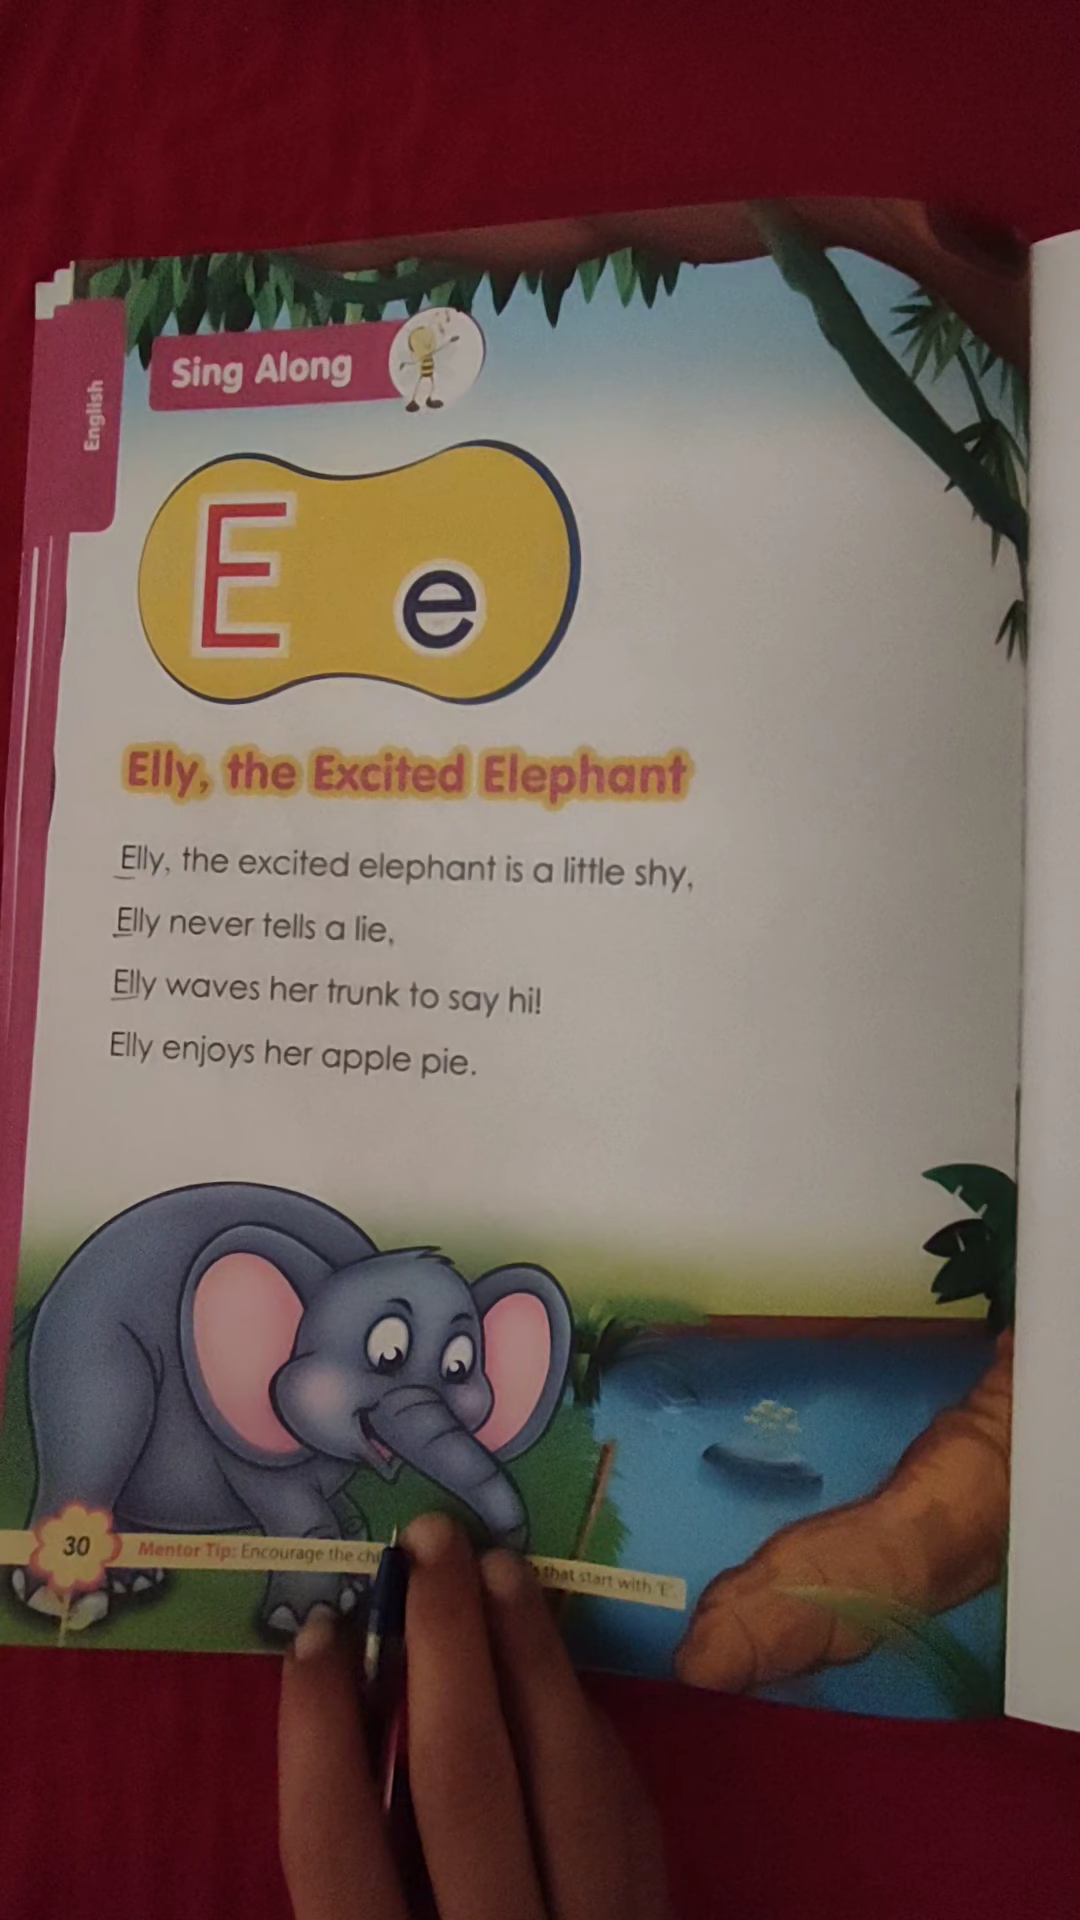 English
Sing Along
E e
Elly, the Excited Elephant
Elly, the excited elephant is a little shy,
Elly never tells a lie,
Elly waves her trunk to say hi!
Elly enjoys her apple pie.
30
Mentor Tip: Encourage the that start with 'E'.